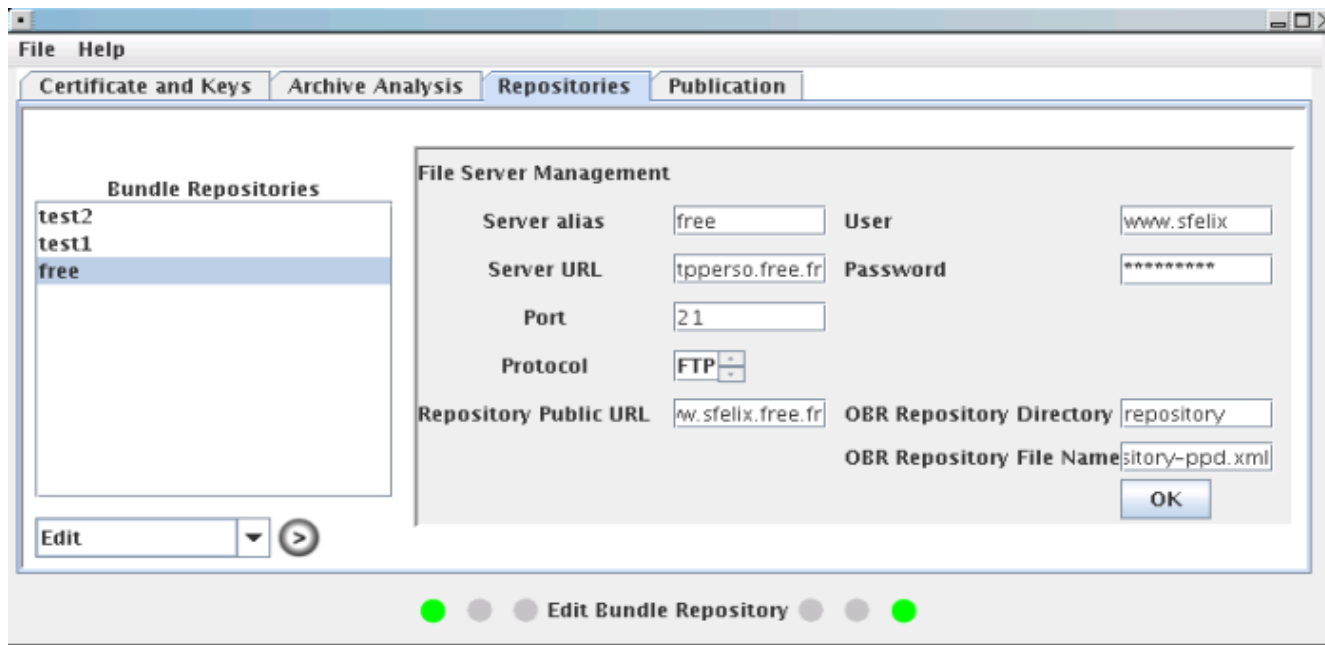 File Help
Certificate and Keys Archive Analysis Repositories Publication
Bundle Repositories
test2
test1
free
Edit
File Server Management
Server alias free User www.sfelix
Server URL tpperso.free.fr Password *********
Port 21
Protocol FTP
Repository Public URL w.sfelix.free.fr OBR Repository Directory repository
OBR Repository File Name sitory-ppd.xml
OK
Edit Bundle Repository